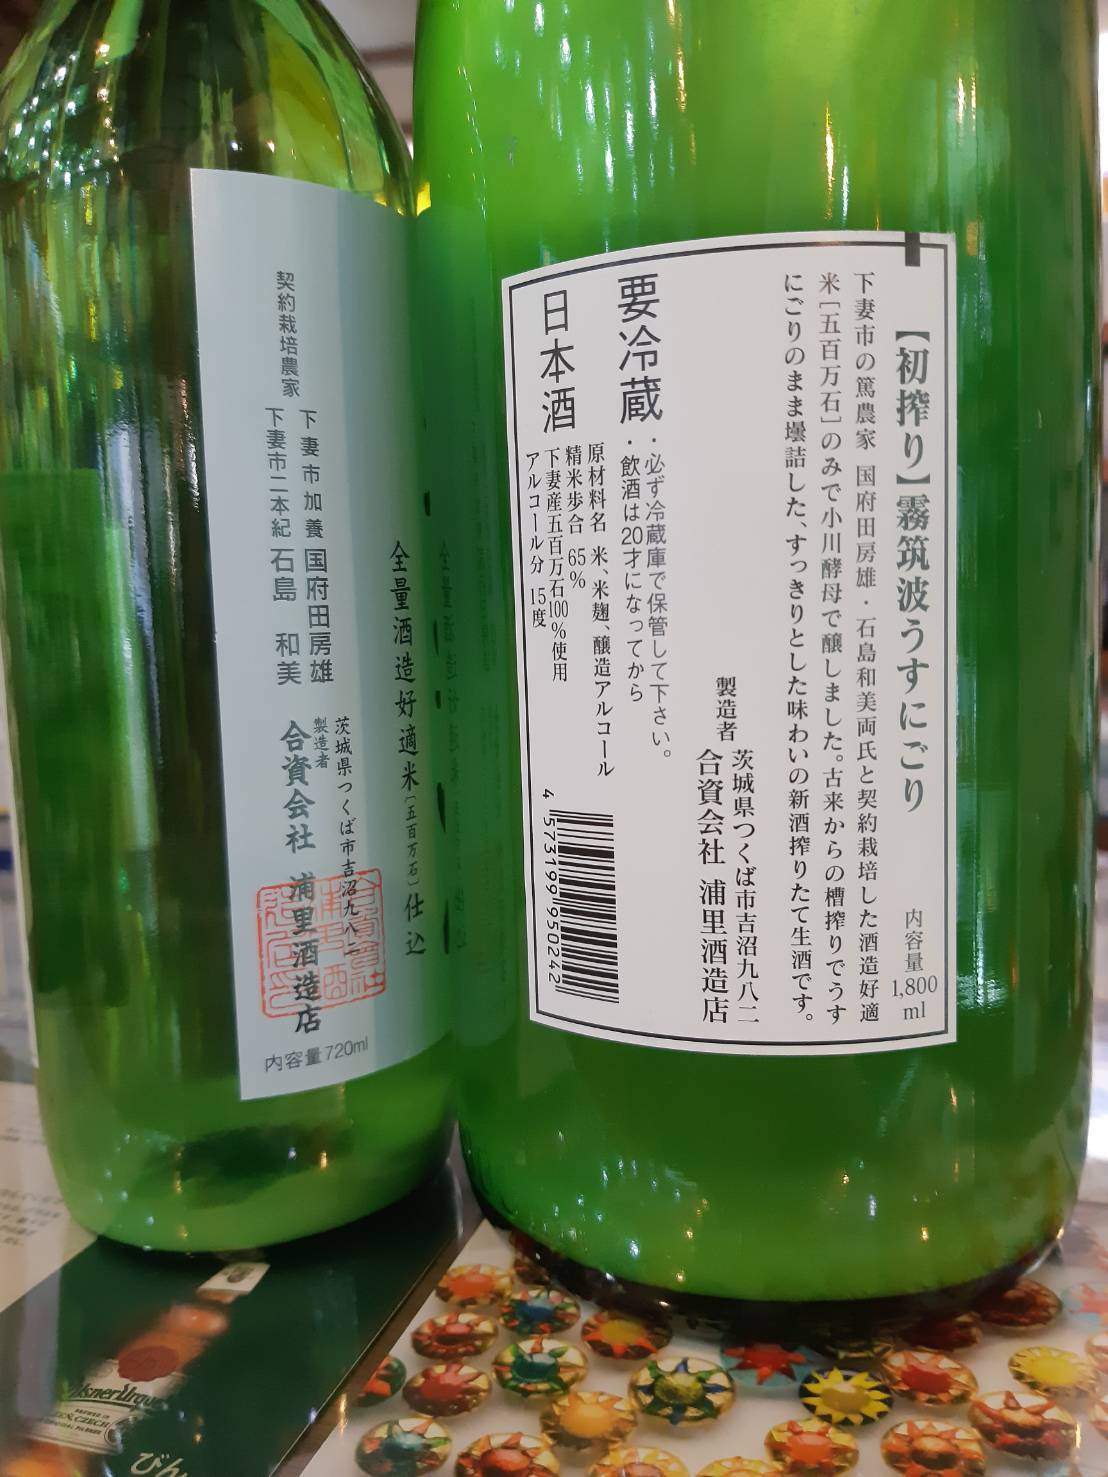 【初搾り】霧筑波うすにごり
内容量
1,800
ml
下妻市の篤農家 国府田房雄・石島和美両氏と契約栽培した酒造好適
米[五百万石]のみで小川酵母で醸しました。古来からの槽搾りでうす
にごりのまま壜詰した、すっきりとした味わいの新酒搾りたて生酒です。
製造者
茨城県つくば市吉沼九八二
合資会社 浦里酒造店
要冷蔵
・必ず冷蔵庫で保管して下さい。
・飲酒は20才になってから
日本酒
原材料名 米、米麹、醸造アルコール
精米歩合 65%
下妻産五百万石100%使用
アルコール分 15度
4 573199 950242
全量酒造好適米[五百万石]仕込
契約栽培農家
下妻市加養 国府田房雄
下妻市二本紀 石島 和美
茨城県つくば市吉沼九八二
製造者
合資会社 浦里酒造店
内容量720ml
びん